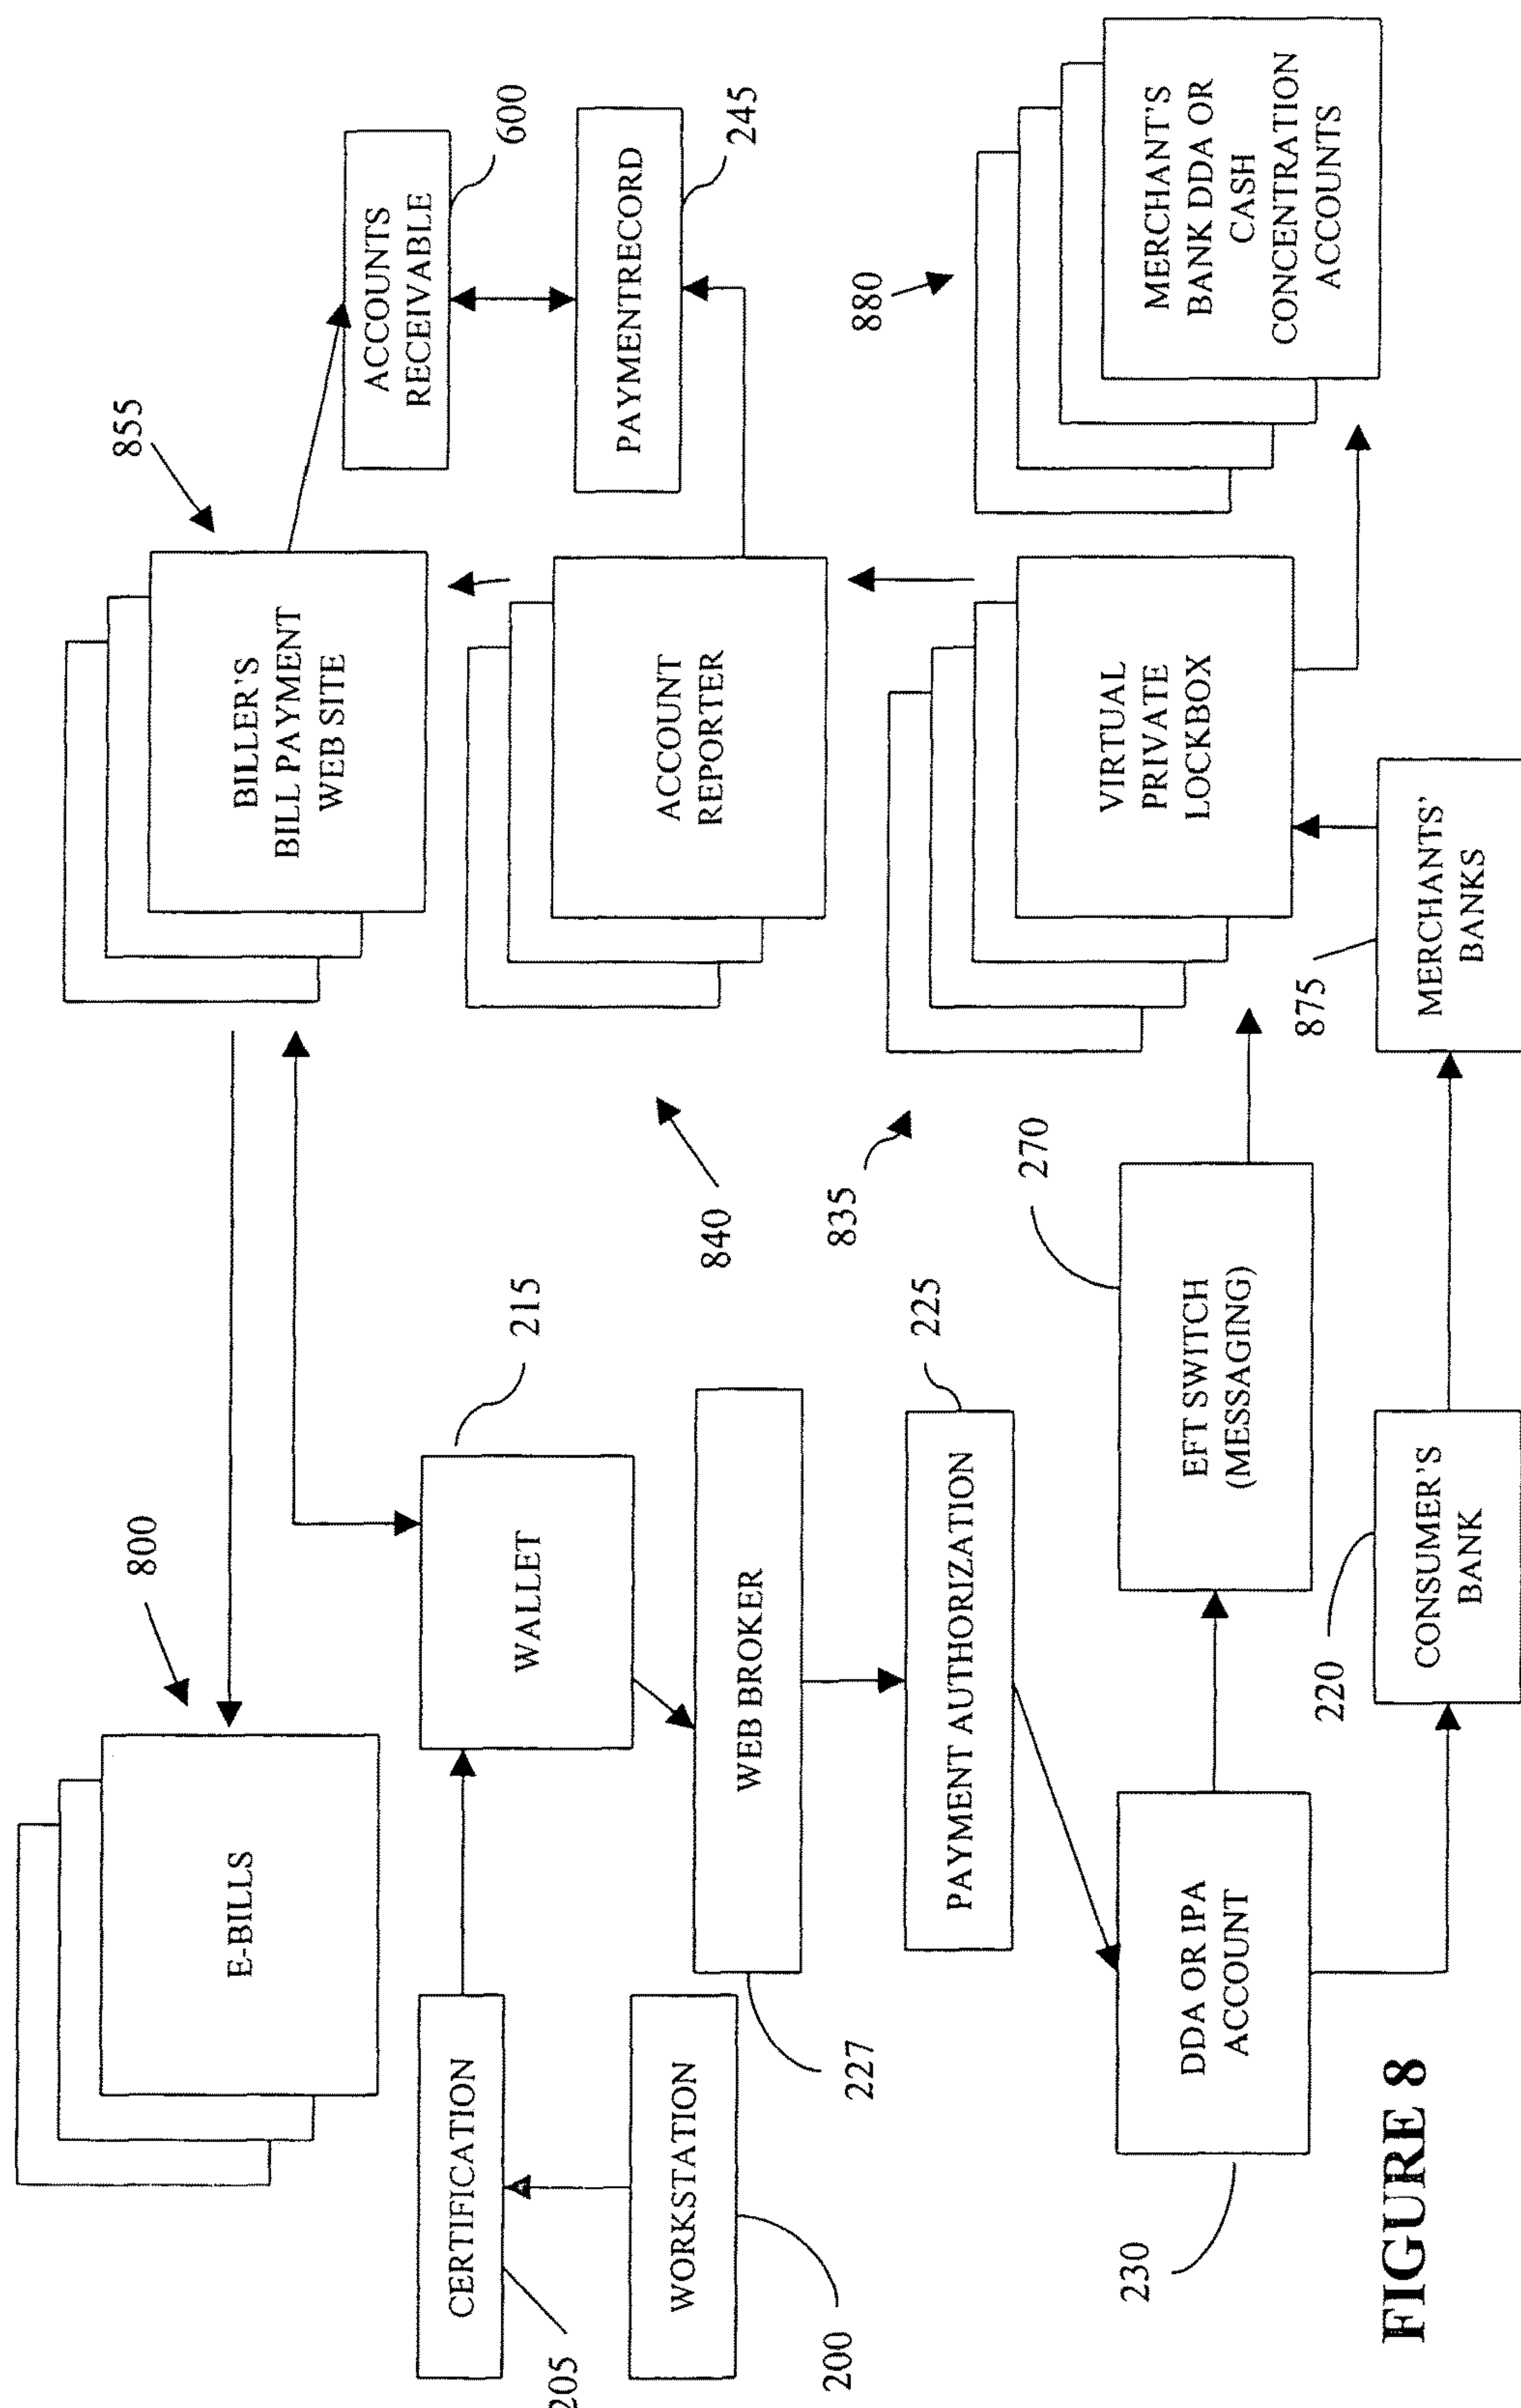 800
E-BILLS
855
BILLER'S
BILL PAYMENT
WEB SITE
ACCOUNTS
RECEIVABLE
600
CERTIFICATION
205
WORKSTATION
200
WALLET
215
WEB BROKER
227
840
ACCOUNT
REPORTER
PAYMENTRECORD
245
PAYMENT AUTHORIZATION
225
835
880
DDA OR IPA
ACCOUNT
230
EFT SWITCH
(MESSAGING)
270
VIRTUAL
PRIVATE
LOCKBOX
MERCHANT'S
BANK DDA OR
CASH
CONCENTRATION
ACCOUNTS
220
CONSUMER'S
BANK
875
MERCHANTS'
BANKS
FIGURE 8